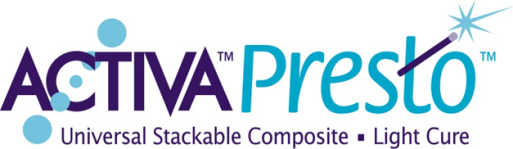 ACTIVA™ Presto™
Universal Stackable Composite ▪ Light Cure